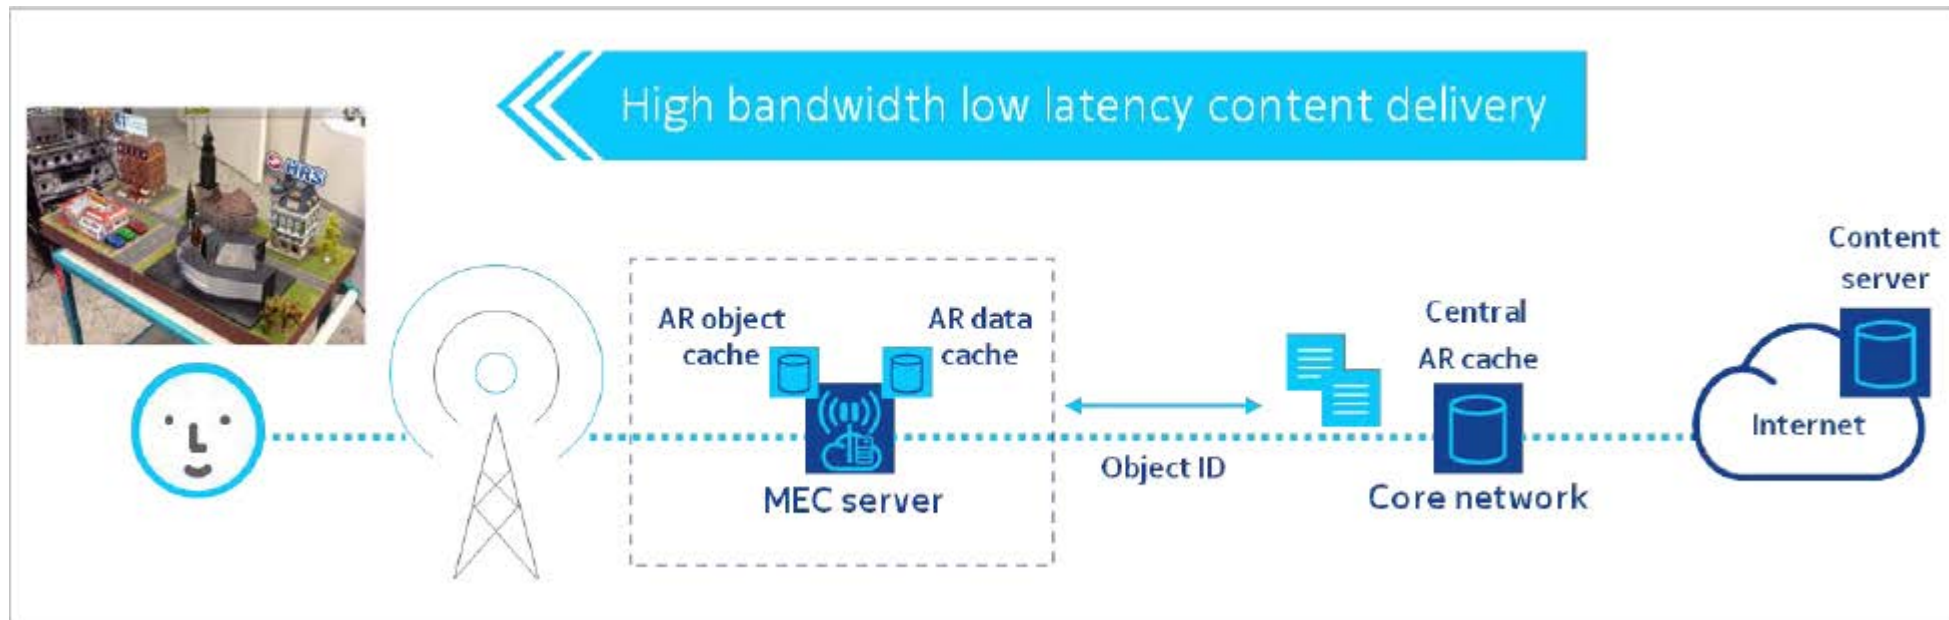 High bandwidth low latency content delivery
HRS
AR object
cache
AR data
cache
MEC server
Object ID
Central
AR cache
Core network
Content
server
Internet